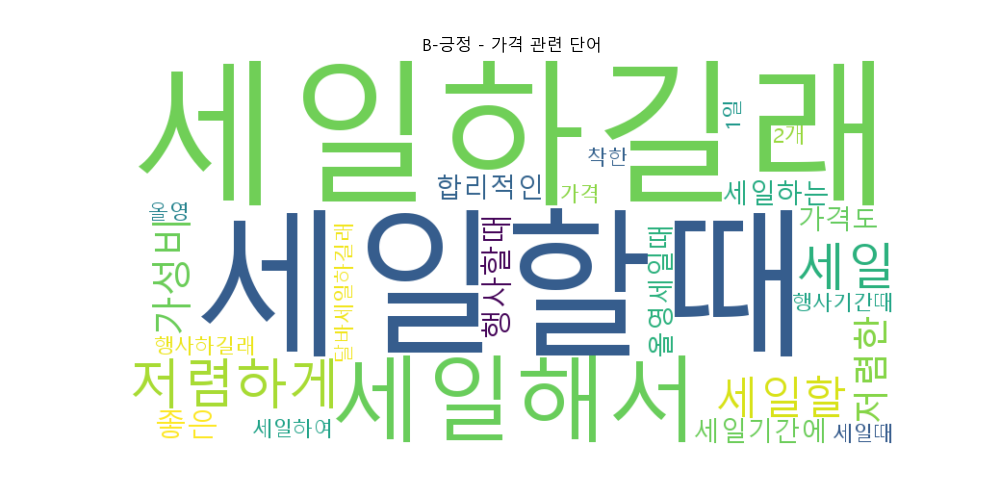 B-긍정 - 가격 관련 단어
세일하길래
1일
2개
착한
합리적인
가격
세일하는
올영
가격도
세일할때
가성비
달바세일하길래
행사할때
올영세일때
세일
행사기간때
행사하길래
저렴한
저렴하게
세일해서
세일할
좋은
세일하여
세일기간에
세일때